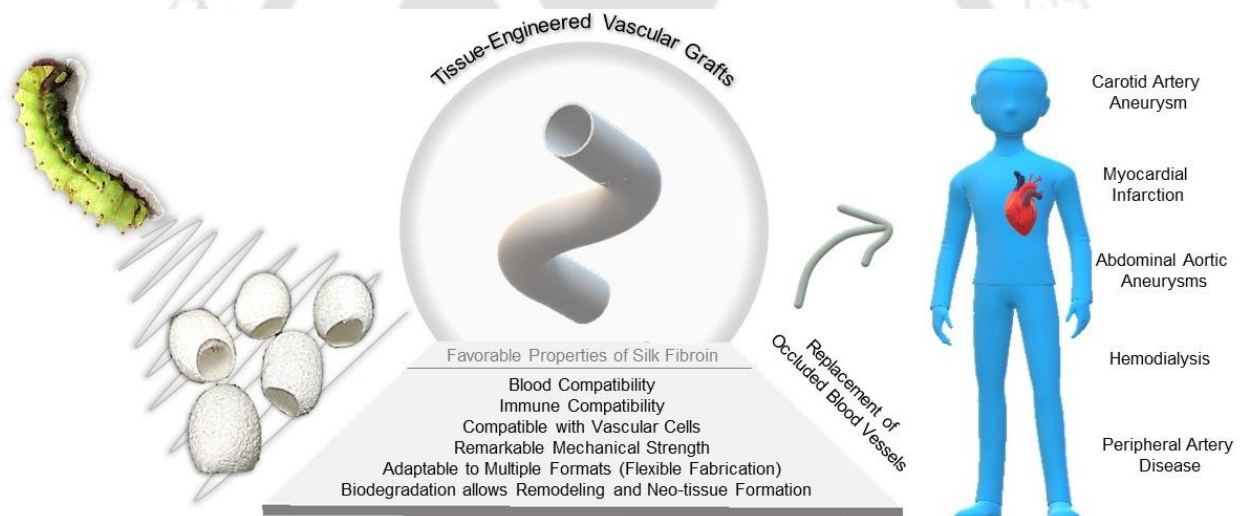 Tissue-Engineered Vascular Grafts
Favorable Properties of Silk Fibroin
Blood Compatibility
Immune Compatibility
Compatible with Vascular Cells
Remarkable Mechanical Strength
Adaptable to Multiple Formats (Flexible Fabrication)
Biodegradation allows Remodeling and Neo-tissue Formation
Replacement of
Occluded Blood Vessels
Carotid Artery
Aneurysm
Myocardial
Infarction
Abdominal Aortic
Aneurysms
Hemodialysis
Peripheral Artery
Disease